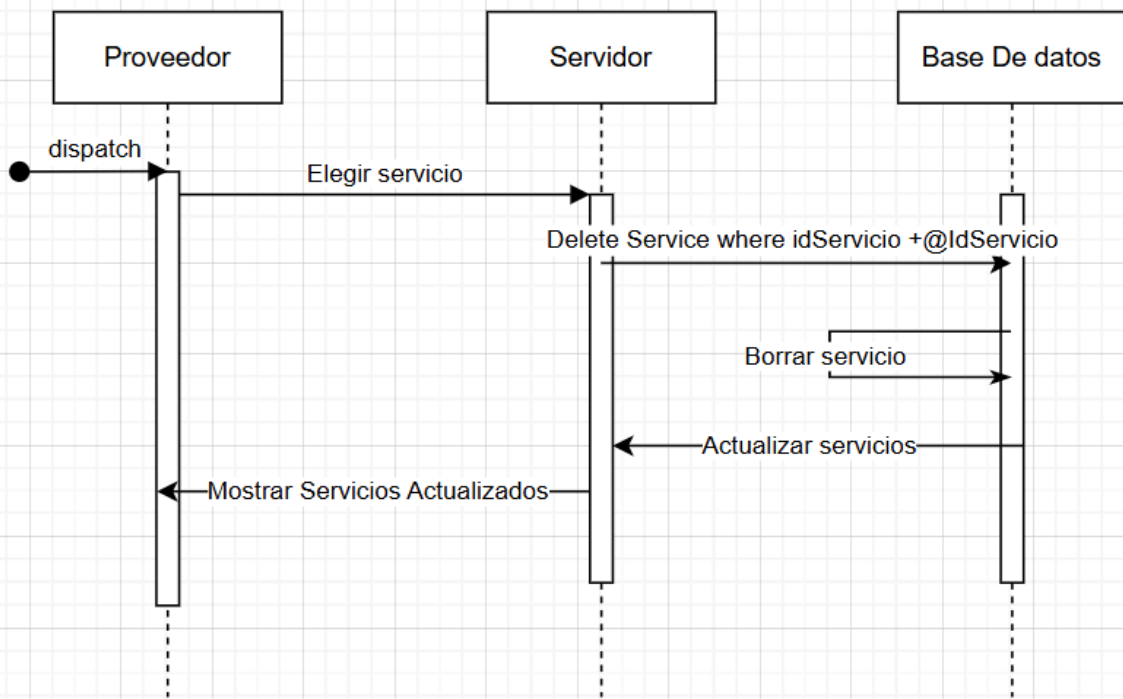 Proveedor
Servidor
Base De datos
dispatch
Elegir servicio
Delete Service where idServicio +@IdServicio
Borrar servicio
Actualizar servicios
Mostrar Servicios Actualizados